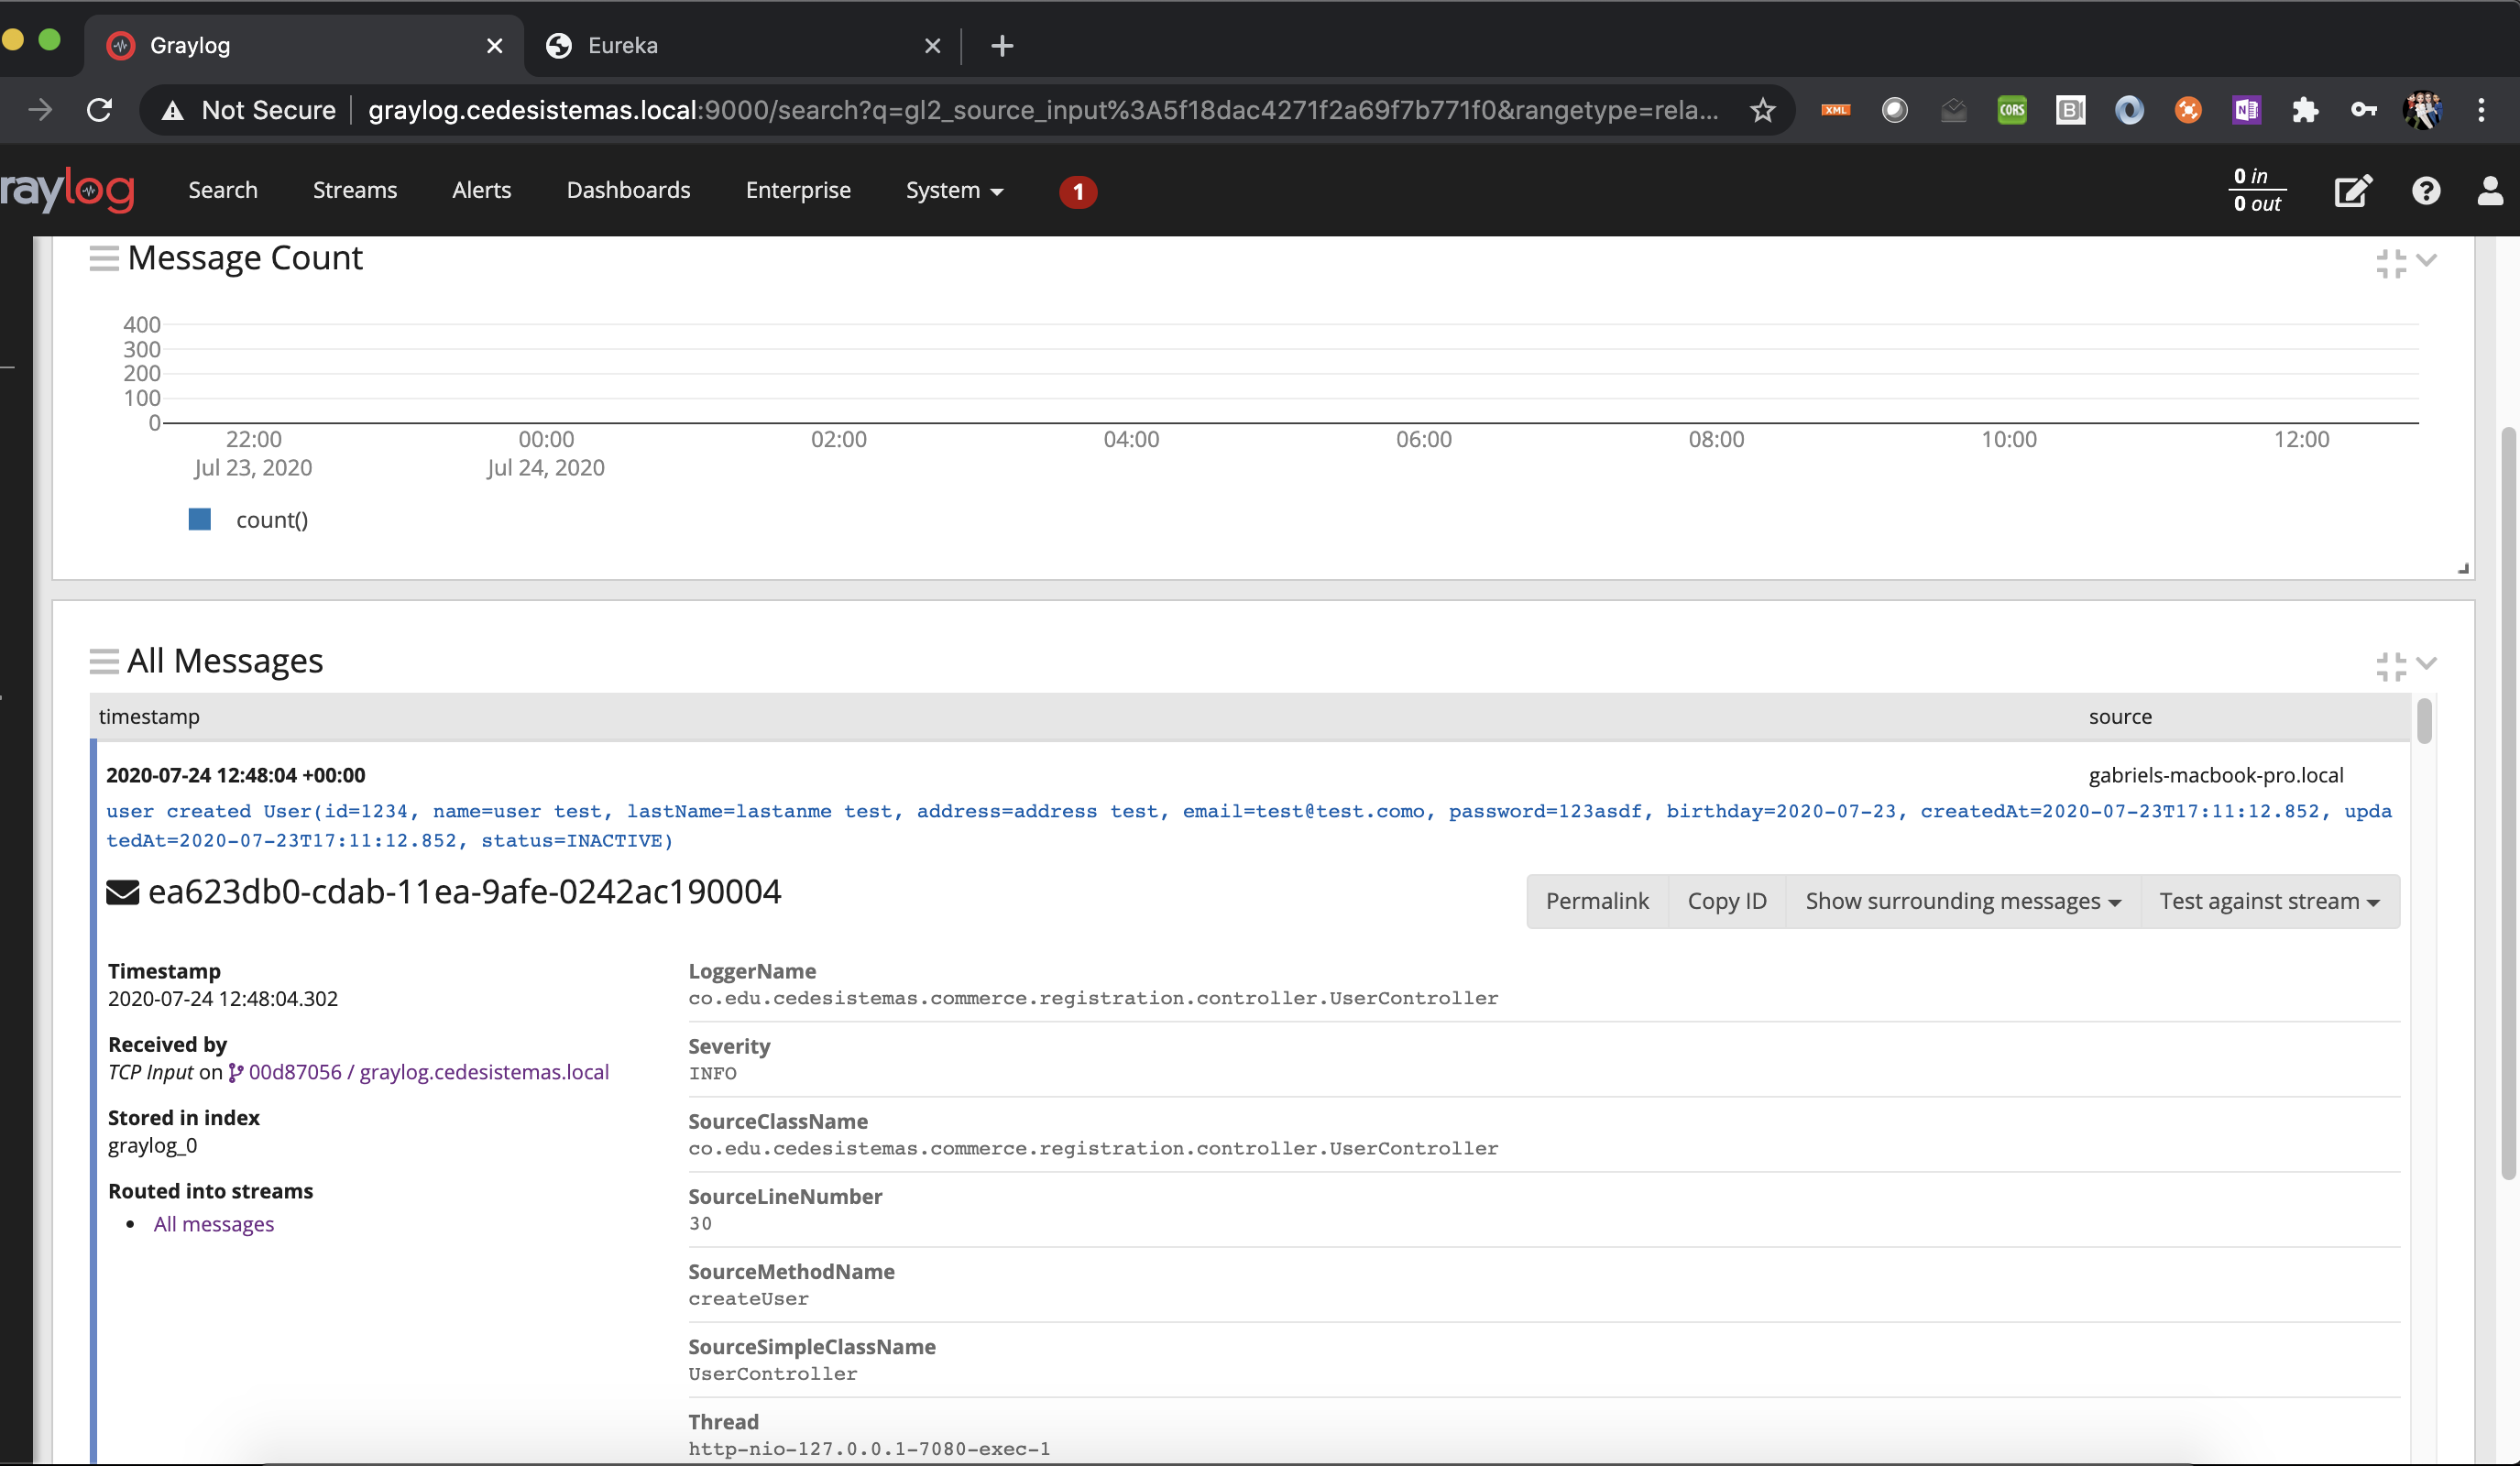 Graylog
Eureka
Not Secure
graylog.cedesistemas.local:9000/search?q=gl2_source_input%3A5f18dac4271f2a69f7b771f0&rangetype=rela...
XML
CORS
B
N
raylog
Search
Streams
Alerts
Dashboards
Enterprise
System
1
0 in
0 out
Message Count
400
300
200
100
0
22:00 00:00 02:00 04:00 06:00 08:00 10:00 12:00
Jul 23, 2020 Jul 24, 2020
count()
All Messages
timestamp source
2020-07-24 12:48:04 +00:00 gabriels-macbook-pro.local
user created User(id=1234, name=user test, lastName=lastanme test, address=address test, email=test@test.como, password=123asdf, birthday=2020-07-23, createdAt=2020-07-23T17:11:12.852, upda
tedAt=2020-07-23T17:11:12.852, status=INACTIVE)
ea623db0-cdab-11ea-9afe-0242ac190004
Permalink
Copy ID
Show surrounding messages
Test against stream
Timestamp
2020-07-24 12:48:04.302
Received by
TCP Input on 00d87056 / graylog.cedesistemas.local
Stored in index
graylog_0
Routed into streams
• All messages
LoggerName
co.edu.cedesistemas.commerce.registration.controller.UserController
Severity
INFO
SourceClassName
co.edu.cedesistemas.commerce.registration.controller.UserController
SourceLineNumber
30
SourceMethodName
createUser
SourceSimpleClassName
UserController
Thread
http-nio-127.0.0.1-7080-exec-1